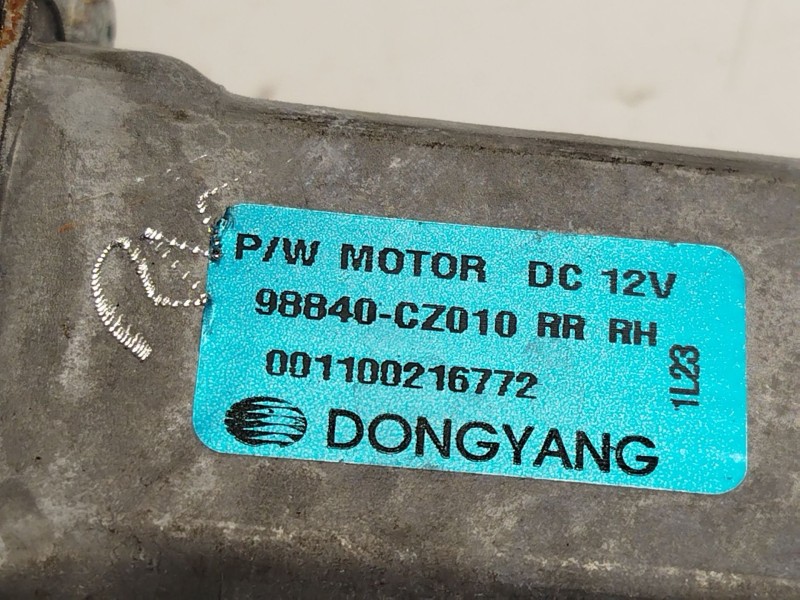 P/W MOTOR DC 12V
98840-CZ010 RR RH
001100216772
1L23
DONGYANG